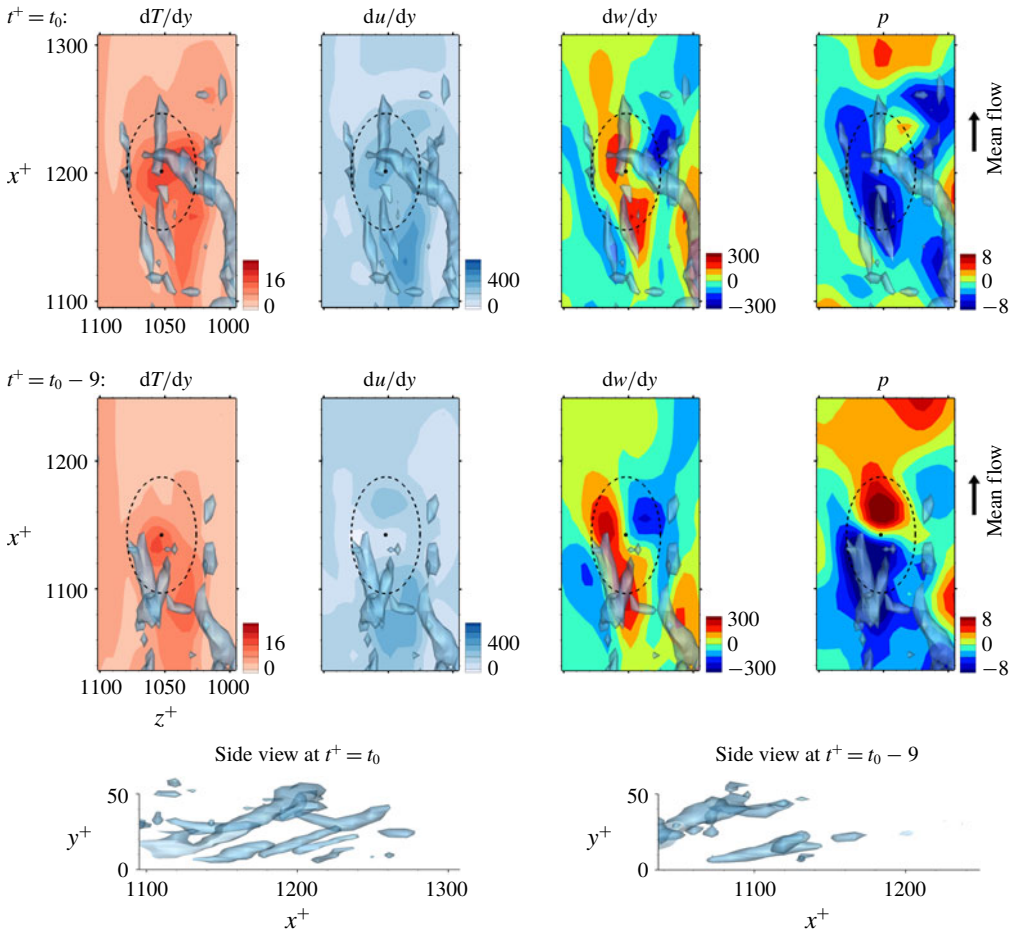 t⁺ = t₀: dT/dy du/dy dw/dy p
1300
1200
1100
x⁺
1100 1050 1000
16
0
400
0
300
0
−300
8
0
−8
Mean flow
t⁺ = t₀ − 9: dT/dy du/dy dw/dy p
1200
1100
x⁺
1100 1050 1000
z⁺
16
0
400
0
300
0
−300
8
0
−8
Mean flow
Side view at t⁺ = t₀
50
y⁺
0
1100 1200 1300
x⁺
Side view at t⁺ = t₀ − 9
50
y⁺
0
1100 1200
x⁺